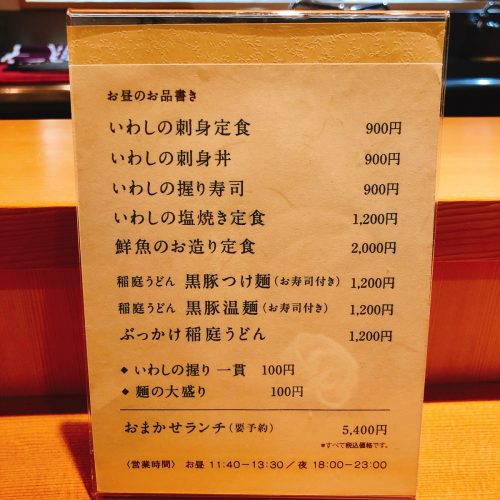 お昼のお品書き
いわしの刺身定食 900円
いわしの刺身丼 900円
いわしの握り寿司 900円
いわしの塩焼き定食 1,200円
鮮魚のお造り定食 2,000円
稲庭うどん 黒豚つけ麺(お寿司付き) 1,200円
稲庭うどん 黒豚温麺(お寿司付き) 1,200円
ぶっかけ稲庭うどん 1,200円
◆ いわしの握り 一貫 100円
◆ 麺の大盛り 100円
おまかせランチ(要予約) 5,400円
*すべて税込価格です。
〈営業時間〉 お昼 11:40-13:30/夜 18:00-23:00